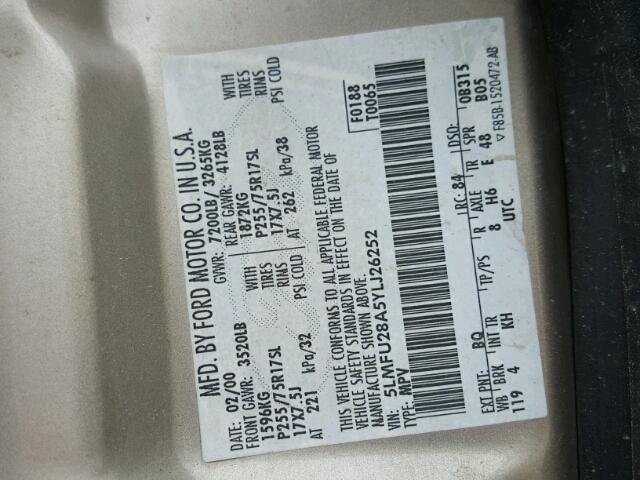 MFD. BY FORD MOTOR CO. IN U.S.A.
DATE: 02/00 GVWR: 7200LB/ 3265KG
FRONT GAWR: 3520LB REAR GAWR: 4128LB
1596KG WITH 1872KG WITH
P255/75R17SL TIRES P255/75R17SL TIRES
17X7.5J RIMS 17X7.5J RIMS
AT 221 kPa/32 PSI COLD AT 262 kPa/38 PSI COLD
THIS VEHICLE CONFORMS TO ALL APPLICABLE FEDERAL MOTOR
VEHICLE SAFETY STANDARDS IN EFFECT ON THE DATE OF
MANUFACTURE SHOWN ABOVE.
VIN: 5LMFU28A5YLJ26252 F0188
TYPE: MPV T0065
EXT PNT: BQ RC: 84 DSO: 0B315
WB BRK INT TR TP/PS R AXLE TR SPR B05
119 4 KH 8 H6 E 48
UTC ▽ F85B-1520472-AB